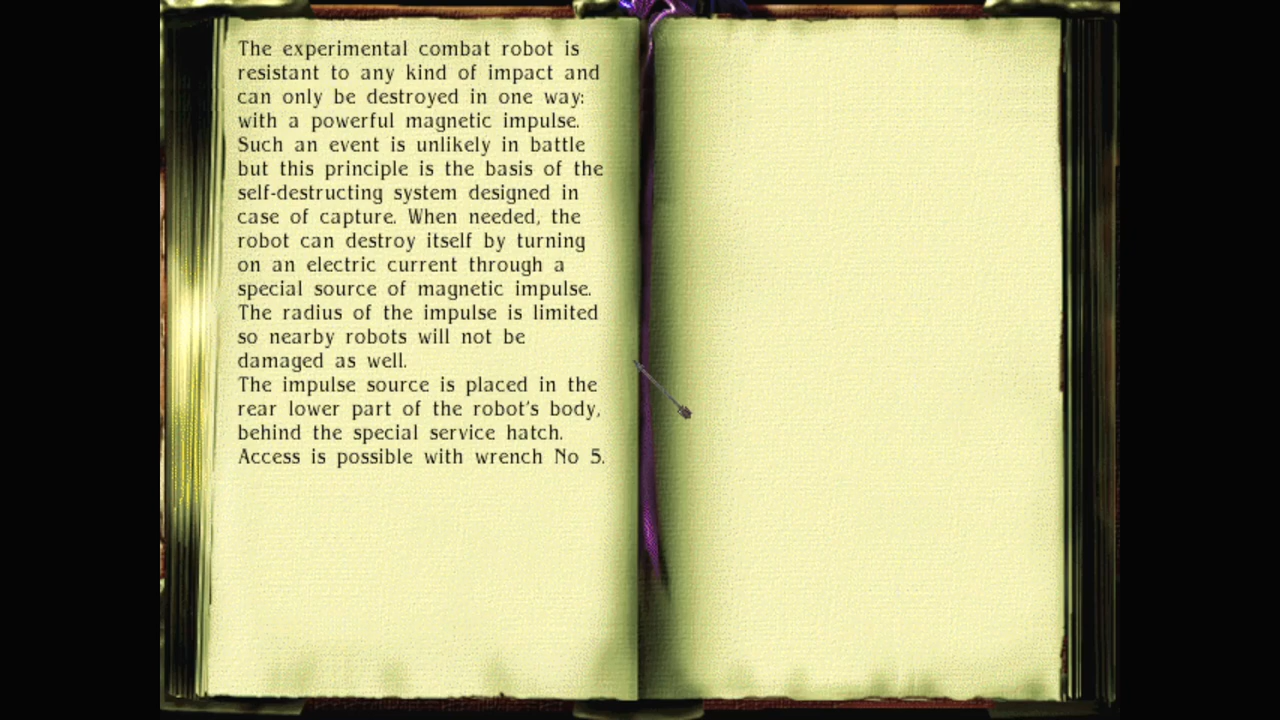 The experimental combat robot is
resistant to any kind of impact and
can only be destroyed in one way:
with a powerful magnetic impulse.
Such an event is unlikely in battle
but this principle is the basis of the
self-destructing system designed in
case of capture. When needed, the
robot can destroy itself by turning
on an electric current through a
special source of magnetic impulse.
The radius of the impulse is limited
so nearby robots will not be
damaged as well.
The impulse source is placed in the
rear lower part of the robot's body,
behind the special service hatch.
Access is possible with wrench No 5.